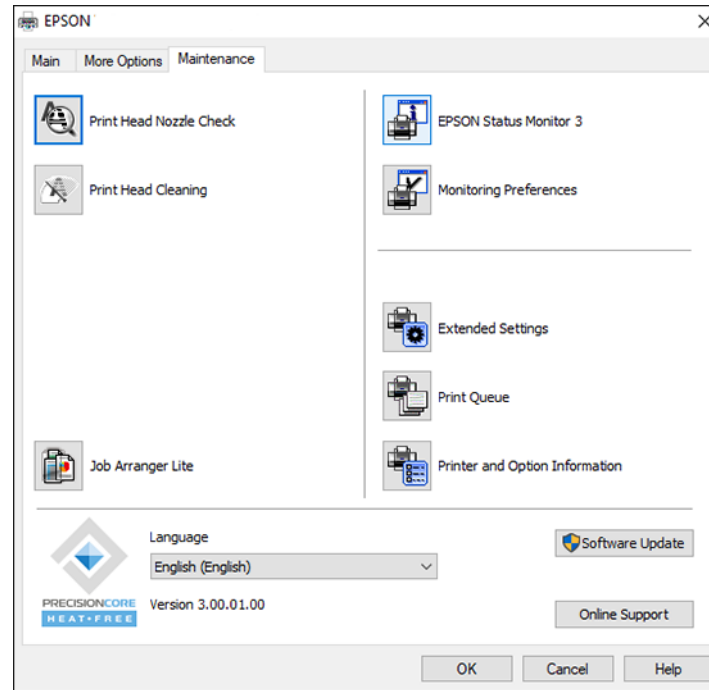 EPSON
Main More Options Maintenance
Print Head Nozzle Check
Print Head Cleaning
Job Arranger Lite
EPSON Status Monitor 3
Monitoring Preferences
Extended Settings
Print Queue
Printer and Option Information
Language
English (English)
Version 3.00.01.00
PRECISIONCORE
HEAT•FREE
Software Update
Online Support
OK Cancel Help